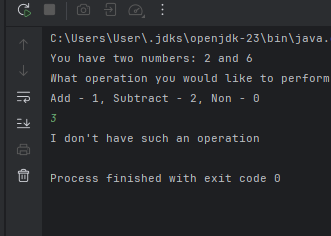 C:\Users\User\.jdks\openjdk-23\bin\java.
You have two numbers: 2 and 6
What operation you would like to perform
Add - 1, Subtract - 2, Non - 0
3
I don't have such an operation
Process finished with exit code 0